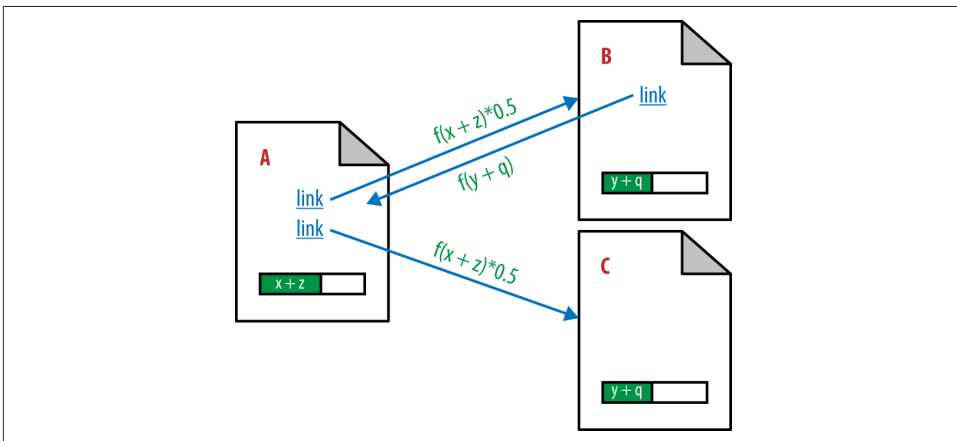 A
link
link
x + z
f(x + z)*0.5
f(y + q)
f(x + z)*0.5
B
link
y + q
C
y + q